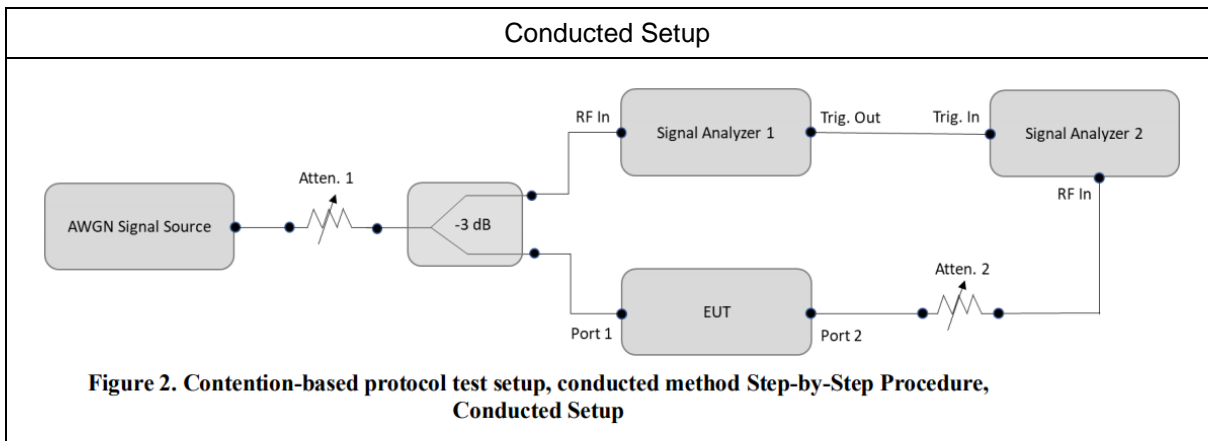 Conducted Setup
RF In
Signal Analyzer 1
Trig. Out
Trig. In
Signal Analyzer 2
RF In
Atten. 1
AWGN Signal Source
-3 dB
Atten. 2
EUT
Port 1
Port 2
Figure 2. Contention-based protocol test setup, conducted method Step-by-Step Procedure,
Conducted Setup